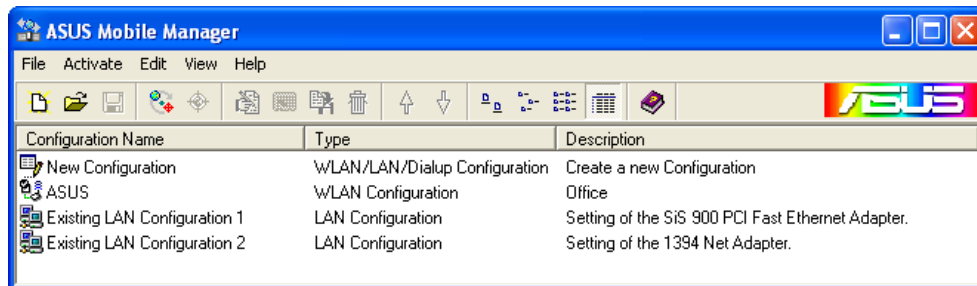 ASUS Mobile Manager
File Activate Edit View Help
ASUS
Configuration Name Type Description
New Configuration WLAN/LAN/Dialup Configuration Create a new Configuration
ASUS WLAN Configuration Office
Existing LAN Configuration 1 LAN Configuration Setting of the SiS 900 PCI Fast Ethernet Adapter.
Existing LAN Configuration 2 LAN Configuration Setting of the 1394 Net Adapter.